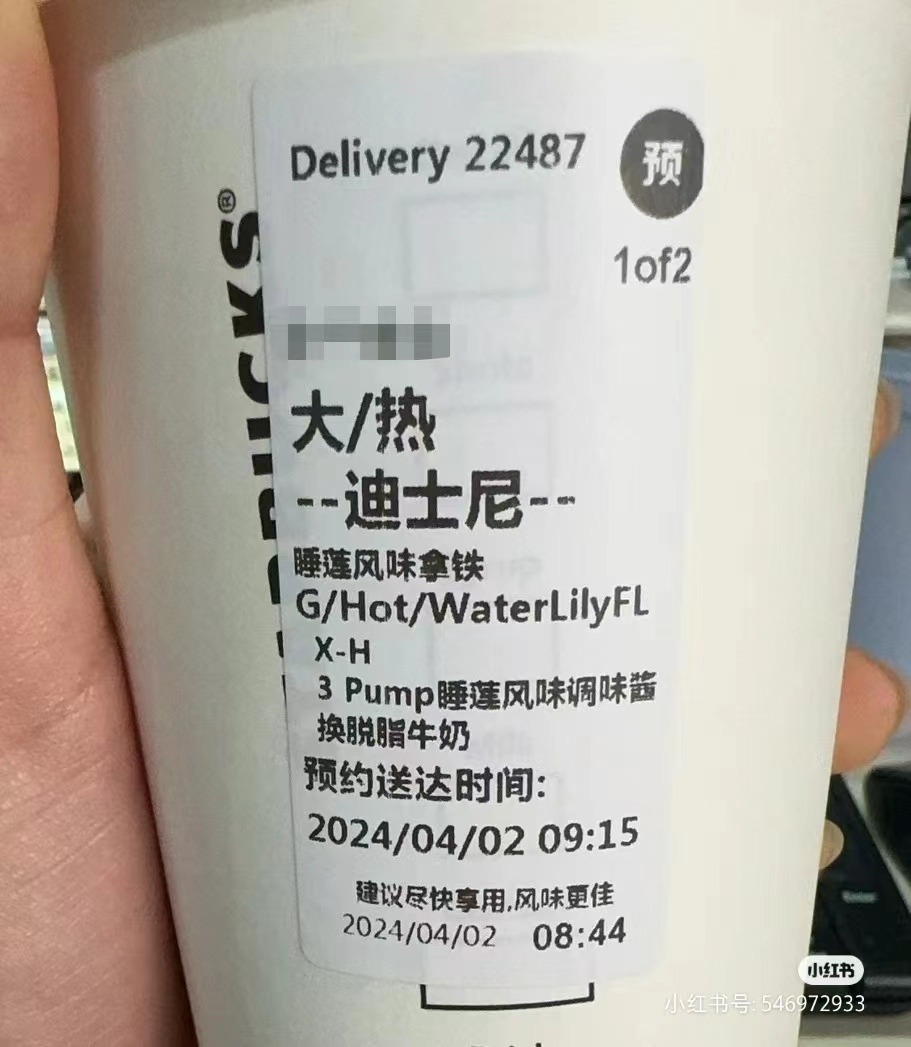 Delivery 22487
预
1of2
大/热
--迪士尼--
睡莲风味拿铁
G/Hot/WaterLilyFL
X-H
3 Pump睡莲风味调味酱
换脱脂牛奶
预约送达时间:
2024/04/02 09:15
建议尽快享用,风味更佳
2024/04/02 08:44
小红书
小红书号: 546972933